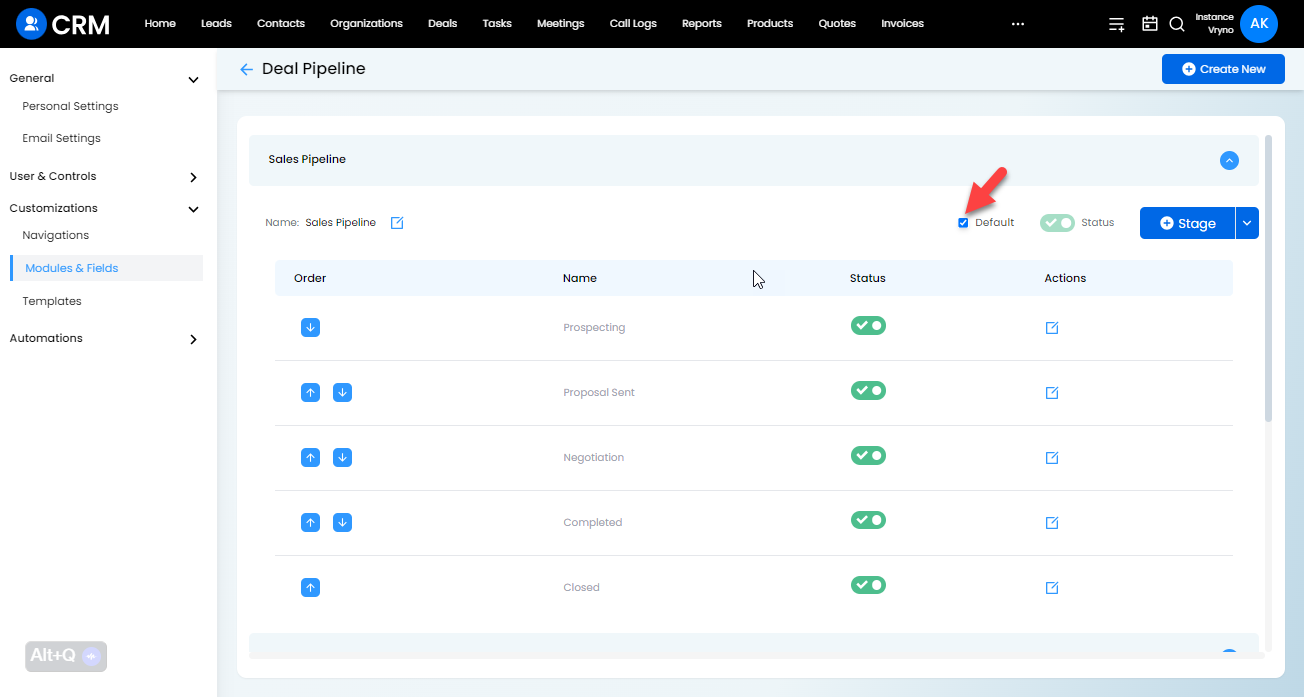 CRM
Home Leads Contacts Organizations Deals Tasks Meetings Call Logs Reports Products Quotes Invoices ... Instance Vryno AK
General
Personal Settings
Email Settings
User & Controls
Customizations
Navigations
Modules & Fields
Templates
Automations
Alt+Q
Deal Pipeline
Create New
Sales Pipeline
Name: Sales Pipeline Default Status Stage
Order Name Status Actions
Prospecting
Proposal Sent
Negotiation
Completed
Closed